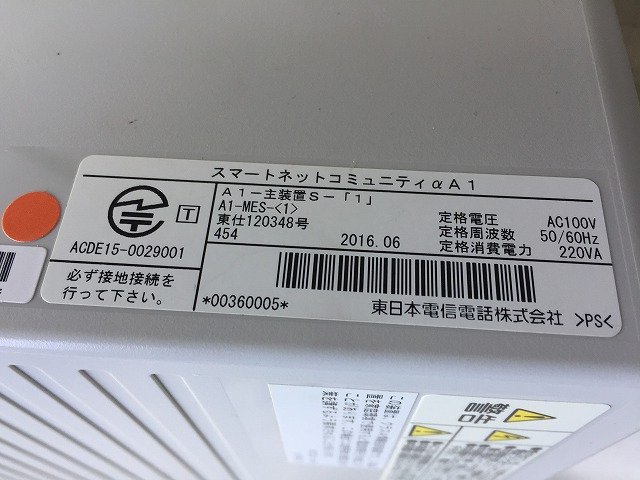 スマートネットコミュニティαA1
A1-主装置S-「1」
A1-MES-<1>
東仕120348号
454
2016.06
定格電圧 AC100V
定格周波数 50/60Hz
定格消費電力 220VA
T
ACDE15-0029001
必ず接地接続を
行って下さい。
*00360005*
東日本電信電話株式会社 >PS<